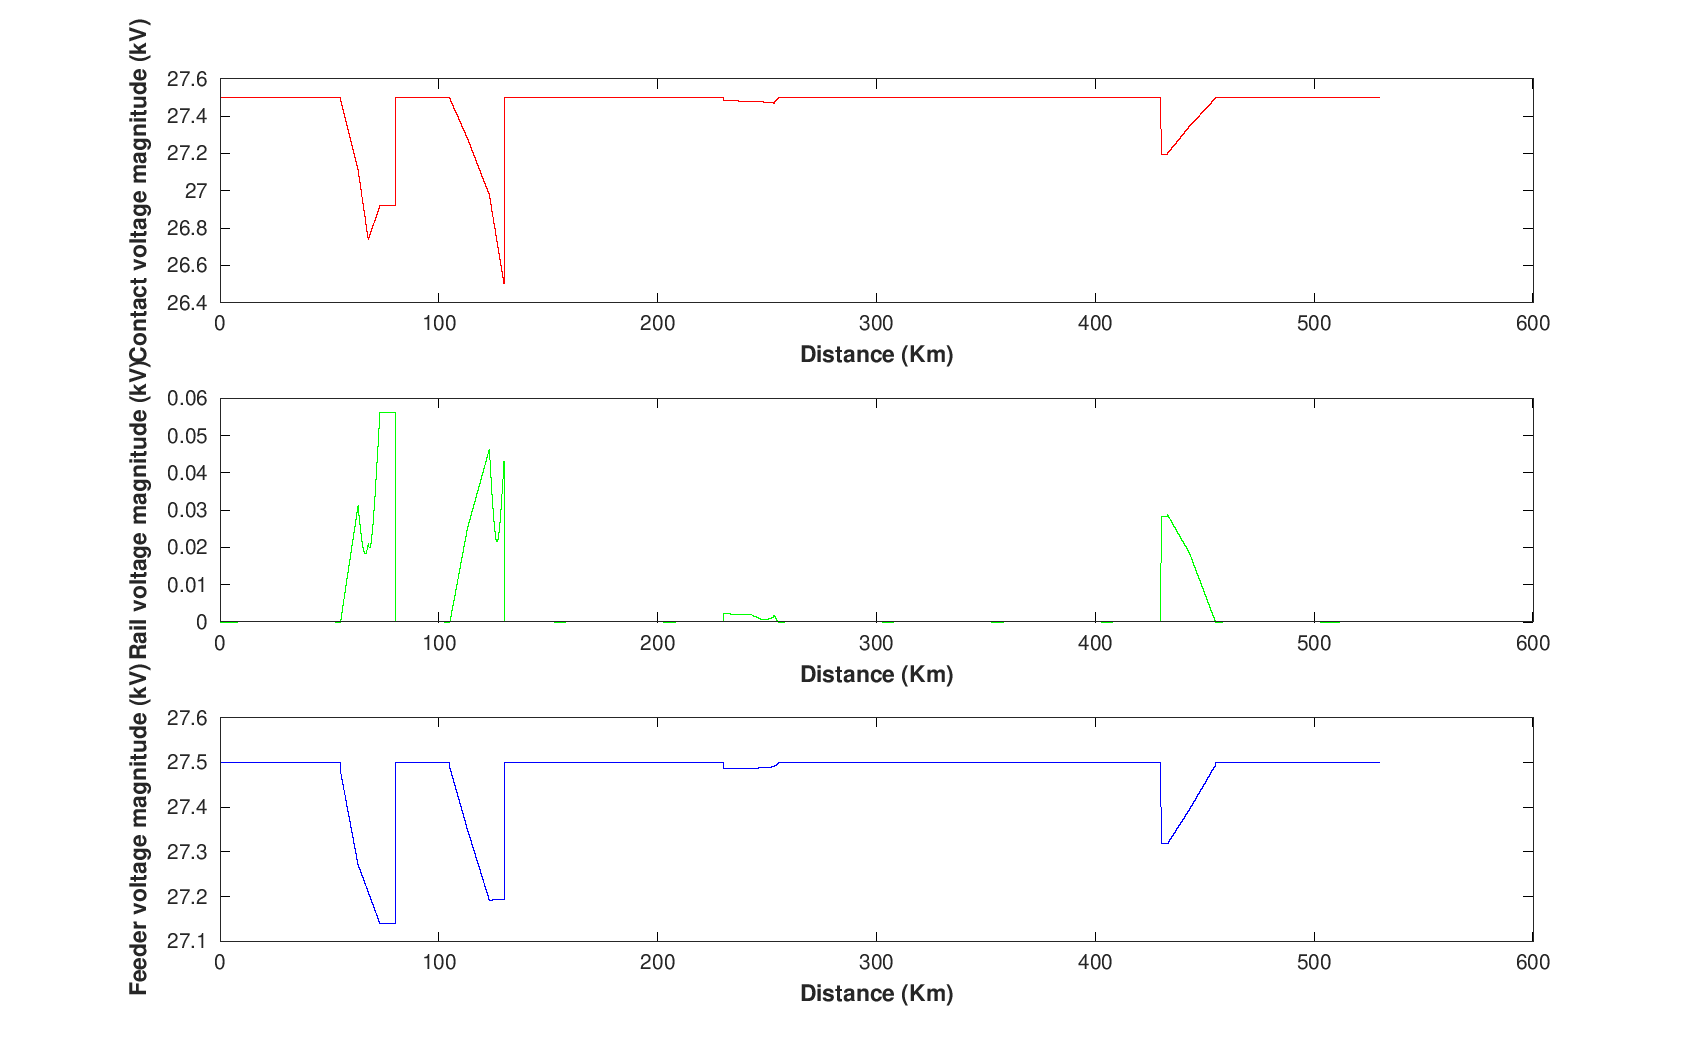 Contact voltage magnitude (kV)
27.6
27.4
27.2
27
26.8
26.6
26.4
0 100 200 300 400 500 600
Distance (Km)
Rail voltage magnitude (kV)
0.06
0.05
0.04
0.03
0.02
0.01
0
0 100 200 300 400 500 600
Distance (Km)
Feeder voltage magnitude (kV)
27.6
27.5
27.4
27.3
27.2
27.1
0 100 200 300 400 500 600
Distance (Km)